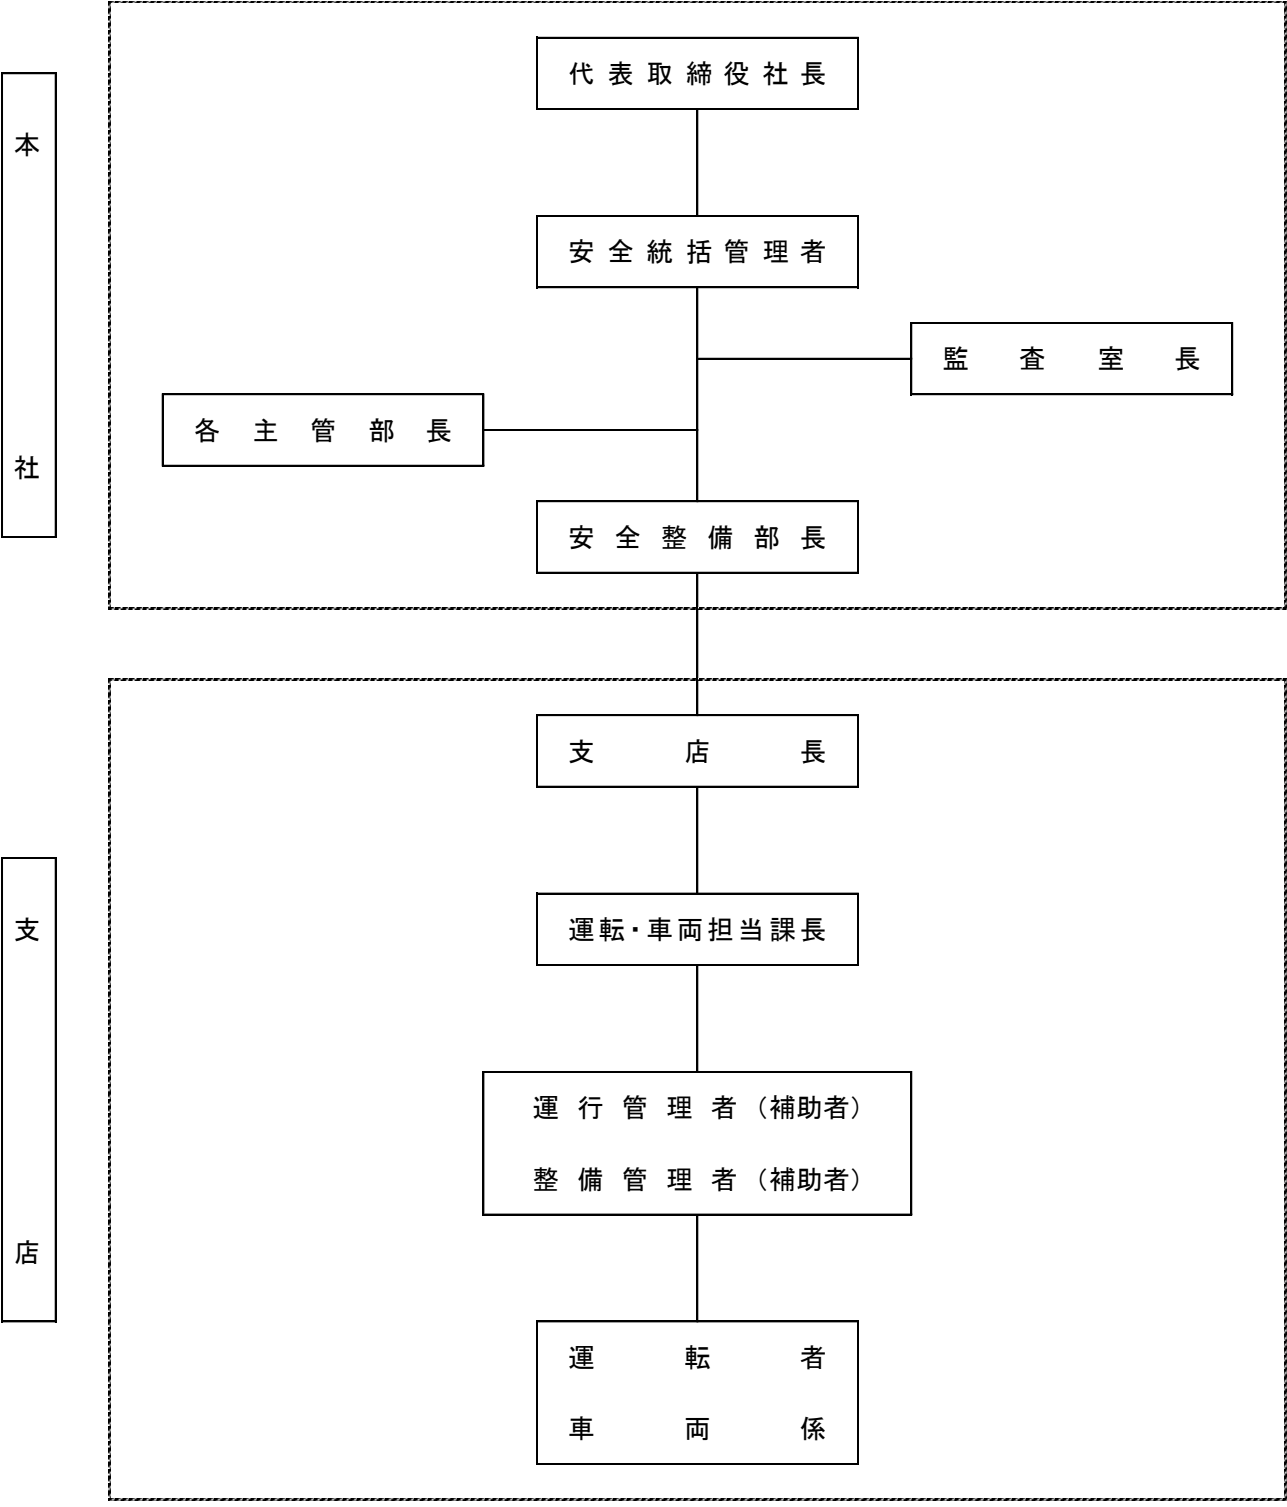 本社
代表取締役社長
安全統括管理者
監査室長
各主管部長
安全整備部長
支店
支店長
運転・車両担当課長
運行管理者（補助者）
整備管理者（補助者）
運転者
車両係